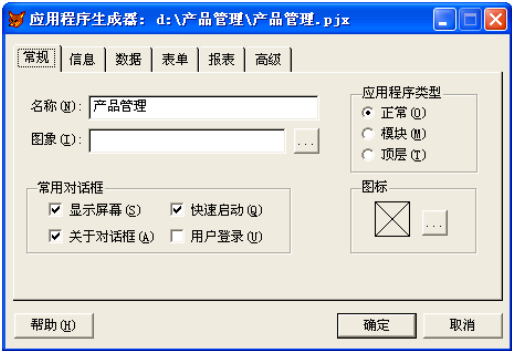 应用程序生成器: d:\产品管理\产品管理.pjx
常规 信息 数据 表单 报表 高级
名称(N): 产品管理
图象(I): ...
应用程序类型
正常(O)
模块(M)
顶层(T)
常用对话框
显示屏幕(S) 快速启动(Q)
关于对话框(A) 用户登录(U)
图标
...
帮助(H) 确定 取消